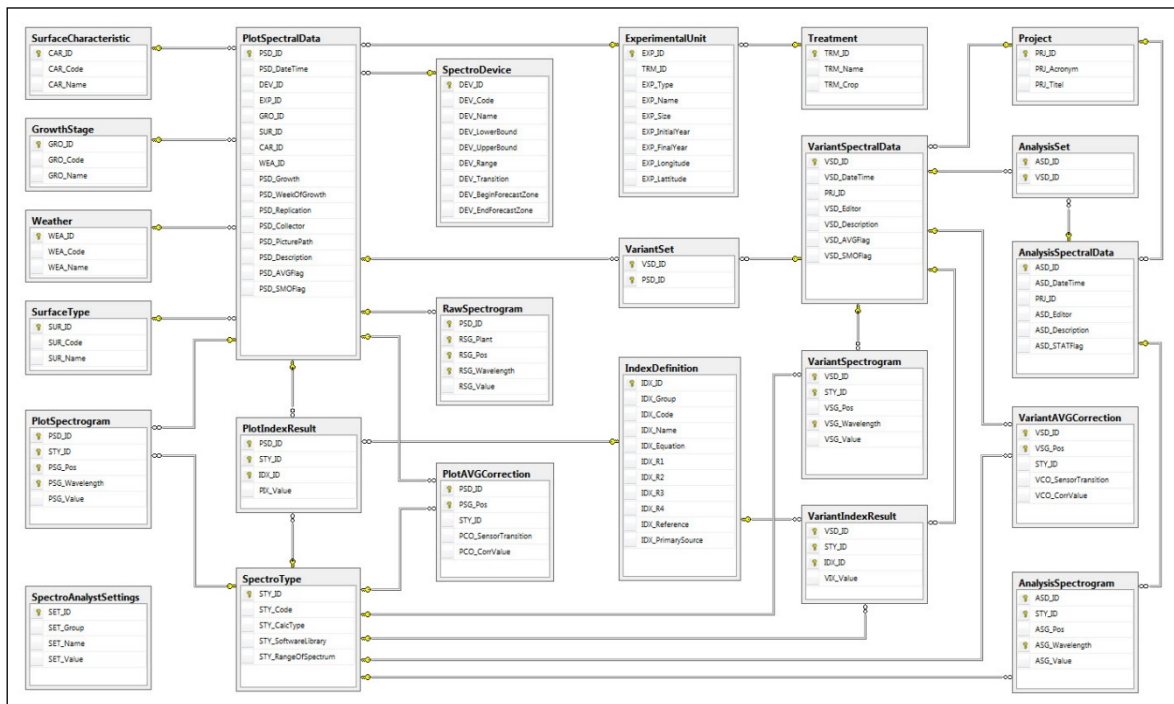 SurfaceCharacteristic
CAR_ID
CAR_Code
CAR_Name
GrowthStage
GRO_ID
GRO_Code
GRO_Name
Weather
WEA_ID
WEA_Code
WEA_Name
SurfaceType
SUR_ID
SUR_Code
SUR_Name
PlotSpectrogram
PSD_ID
STY_ID
PSG_Pos
PSG_Wavelength
PSG_Value
SpectroAnalystSettings
SET_ID
SET_Group
SET_Name
SET_Value
PlotSpectralData
PSD_ID
PSD_DateTime
DEV_ID
EXP_ID
GRO_ID
SUR_ID
CAR_ID
WEA_ID
PSD_Growth
PSD_WeekOfGrowth
PSD_Replication
PSD_Collector
PSD_PicturePath
PSD_Description
PSD_AVGFlag
PSD_SMOFlag
PlotIndexResult
PSD_ID
STY_ID
IDX_ID
PIX_Value
SpectroType
STY_ID
STY_Code
STY_CalcType
STY_SoftwareLibrary
STY_RangeOfSpectrum
SpectroDevice
DEV_ID
DEV_Code
DEV_Name
DEV_LowerBound
DEV_UpperBound
DEV_Range
DEV_Transition
DEV_BeginForecastZone
DEV_EndForecastZone
RawSpectrogram
PSD_ID
RSG_Plant
RSG_Pos
RSG_Wavelength
RSG_Value
PlotAVGCorrection
PSD_ID
PSG_Pos
STY_ID
PCO_SensorTransition
PCO_CorrValue
ExperimentalUnit
EXP_ID
TRM_ID
EXP_Type
EXP_Name
EXP_Size
EXP_InitialYear
EXP_FinalYear
EXP_Longitude
EXP_Lattitude
VariantSet
VSD_ID
PSD_ID
IndexDefinition
IDX_ID
IDX_Group
IDX_Code
IDX_Name
IDX_Equation
IDX_R1
IDX_R2
IDX_R3
IDX_R4
IDX_Reference
IDX_PrimarySource
Treatment
TRM_ID
TRM_Name
TRM_Crop
VariantSpectralData
VSD_ID
VSD_DateTime
PRJ_ID
VSD_Editor
VSD_Description
VSD_AVGFlag
VSD_SMOFlag
VariantSpectrogram
VSD_ID
STY_ID
VSG_Pos
VSG_Wavelength
VSG_Value
VariantIndexResult
VSD_ID
STY_ID
IDX_ID
VIX_Value
Project
PRJ_ID
PRJ_Acronym
PRJ_Titel
AnalysisSet
ASD_ID
VSD_ID
AnalysisSpectralData
ASD_ID
ASD_DateTime
PRJ_ID
ASD_Editor
ASD_Description
ASD_STATFlag
VariantAVGCorrection
VSD_ID
VSG_Pos
STY_ID
VCO_SensorTransition
VCO_CorrValue
AnalysisSpectrogram
ASD_ID
STY_ID
ASG_Pos
ASG_Wavelength
ASG_Value